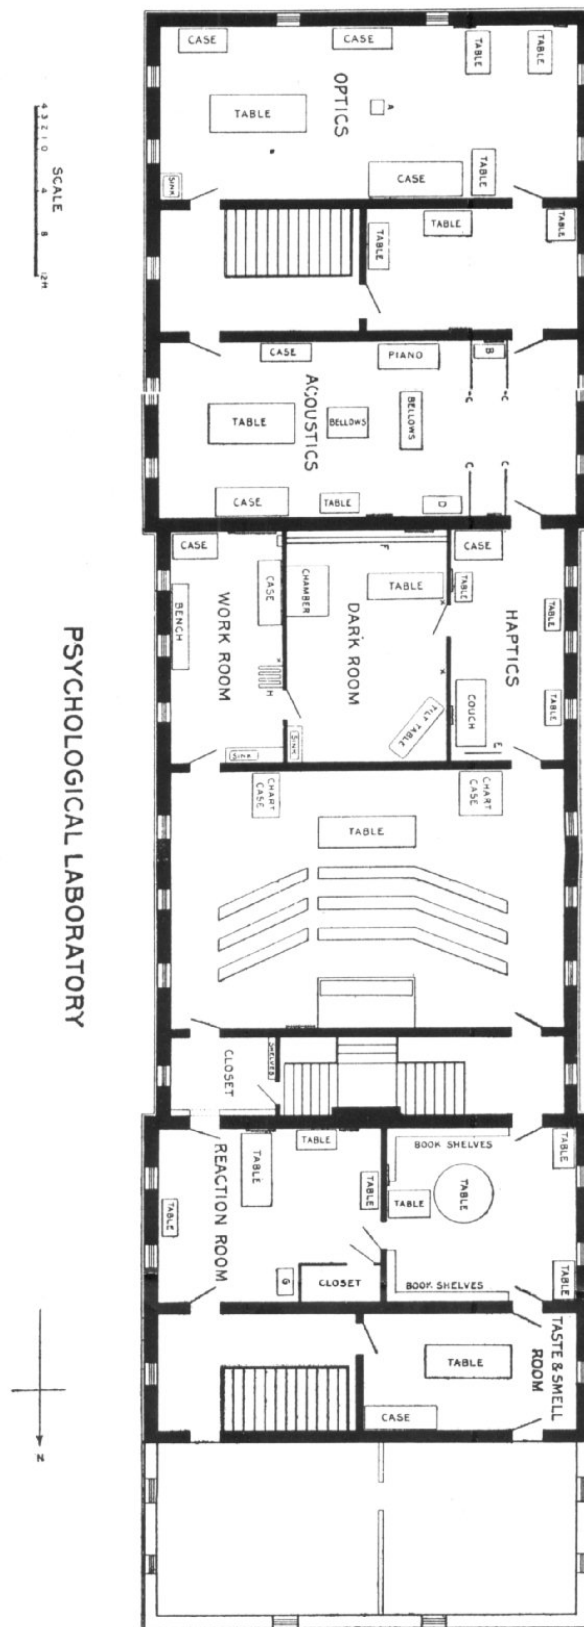 CASE
CASE
TABLE
TABLE
OPTICS
TABLE
A
SINK
CASE
TABLE
SCALE
4 3 2 1 0 4 8 12 ft
TABLE
TABLE
TABLE
CASE
PIANO
B
C
C
ACOUSTICS
TABLE
BELLOWS
BELLOWS
C
C
CASE
TABLE
D
CASE
F
CASE
CASE
CHAMBER
TABLE
TABLE
TABLE
BENCH
WORK ROOM
DARK ROOM
HAPTICS
x
x
x
H
COUCH
TABLE
TILT TABLE
E
SINK
SINK
PSYCHOLOGICAL LABORATORY
CHART CASE
CHART CASE
TABLE
SHELVES
CLOSET
TABLE
BOOK SHELVES
TABLE
REACTION ROOM
TABLE
TABLE
TABLE
TABLE
TABLE
G
CLOSET
BOOK SHELVES
TABLE
TASTE & SMELL
ROOM
TABLE
CASE
N